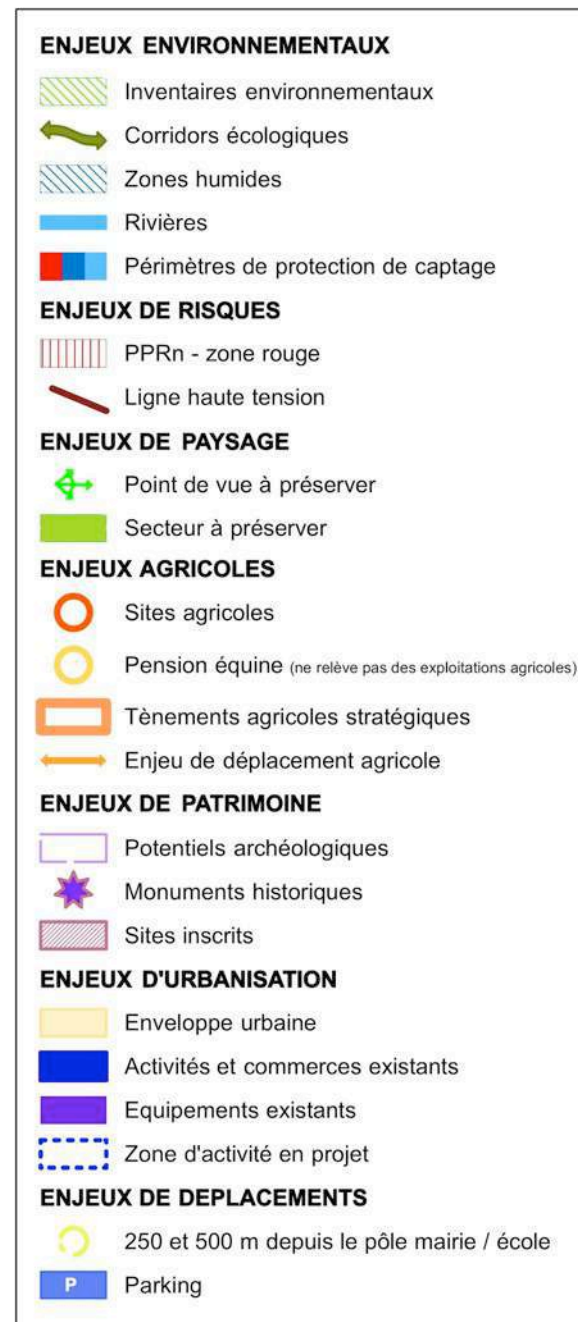 ENJEUX ENVIRONNEMENTAUX
Inventaires environnementaux
Corridors écologiques
Zones humides
Rivières
Périmètres de protection de captage
ENJEUX DE RISQUES
PPRn - zone rouge
Ligne haute tension
ENJEUX DE PAYSAGE
Point de vue à préserver
Secteur à préserver
ENJEUX AGRICOLES
Sites agricoles
Pension équine (ne relève pas des exploitations agricoles)
Tènements agricoles stratégiques
Enjeu de déplacement agricole
ENJEUX DE PATRIMOINE
Potentiels archéologiques
Monuments historiques
Sites inscrits
ENJEUX D'URBANISATION
Enveloppe urbaine
Activités et commerces existants
Equipements existants
Zone d'activité en projet
ENJEUX DE DEPLACEMENTS
250 et 500 m depuis le pôle mairie / école
P Parking